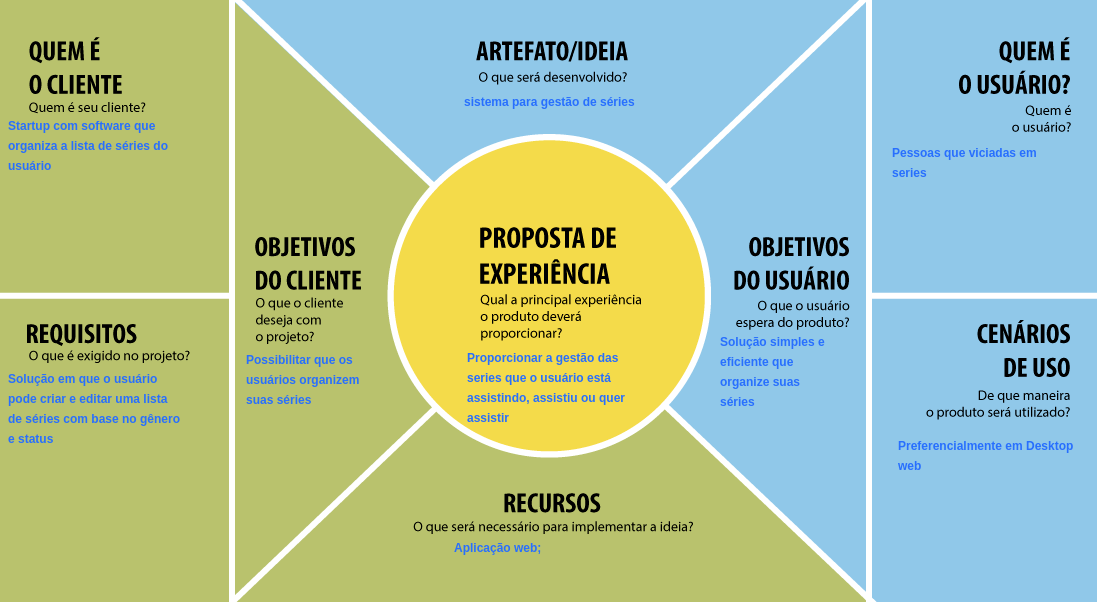 QUEM É
O CLIENTE
Quem é seu cliente?
Startup com software que
organiza a lista de séries do
usuário
REQUISITOS
O que é exigido no projeto?
Solução em que o usuário
pode criar e editar uma lista
de séries com base no gênero
e status
OBJETIVOS
DO CLIENTE
O que o cliente
deseja com
o projeto?
Possibilitar que os
usuários organizem
suas séries
ARTEFATO/IDEIA
O que será desenvolvido?
sistema para gestão de séries
PROPOSTA DE
EXPERIÊNCIA
Qual a principal experiência
o produto deverá
proporcionar?
Proporcionar a gestão das
series que o usuário está
assistindo, assistiu ou quer
assistir
RECURSOS
O que será necessário para implementar a ideia?
Aplicação web;
OBJETIVOS
DO USUÁRIO
O que o usuário
espera do produto?
Solução simples e
eficiente que
organize suas
séries
QUEM É
O USUÁRIO?
Quem é
o usuário?
Pessoas que viciadas em
series
CENÁRIOS
DE USO
De que maneira
o produto será utilizado?
Preferencialmente em Desktop
web